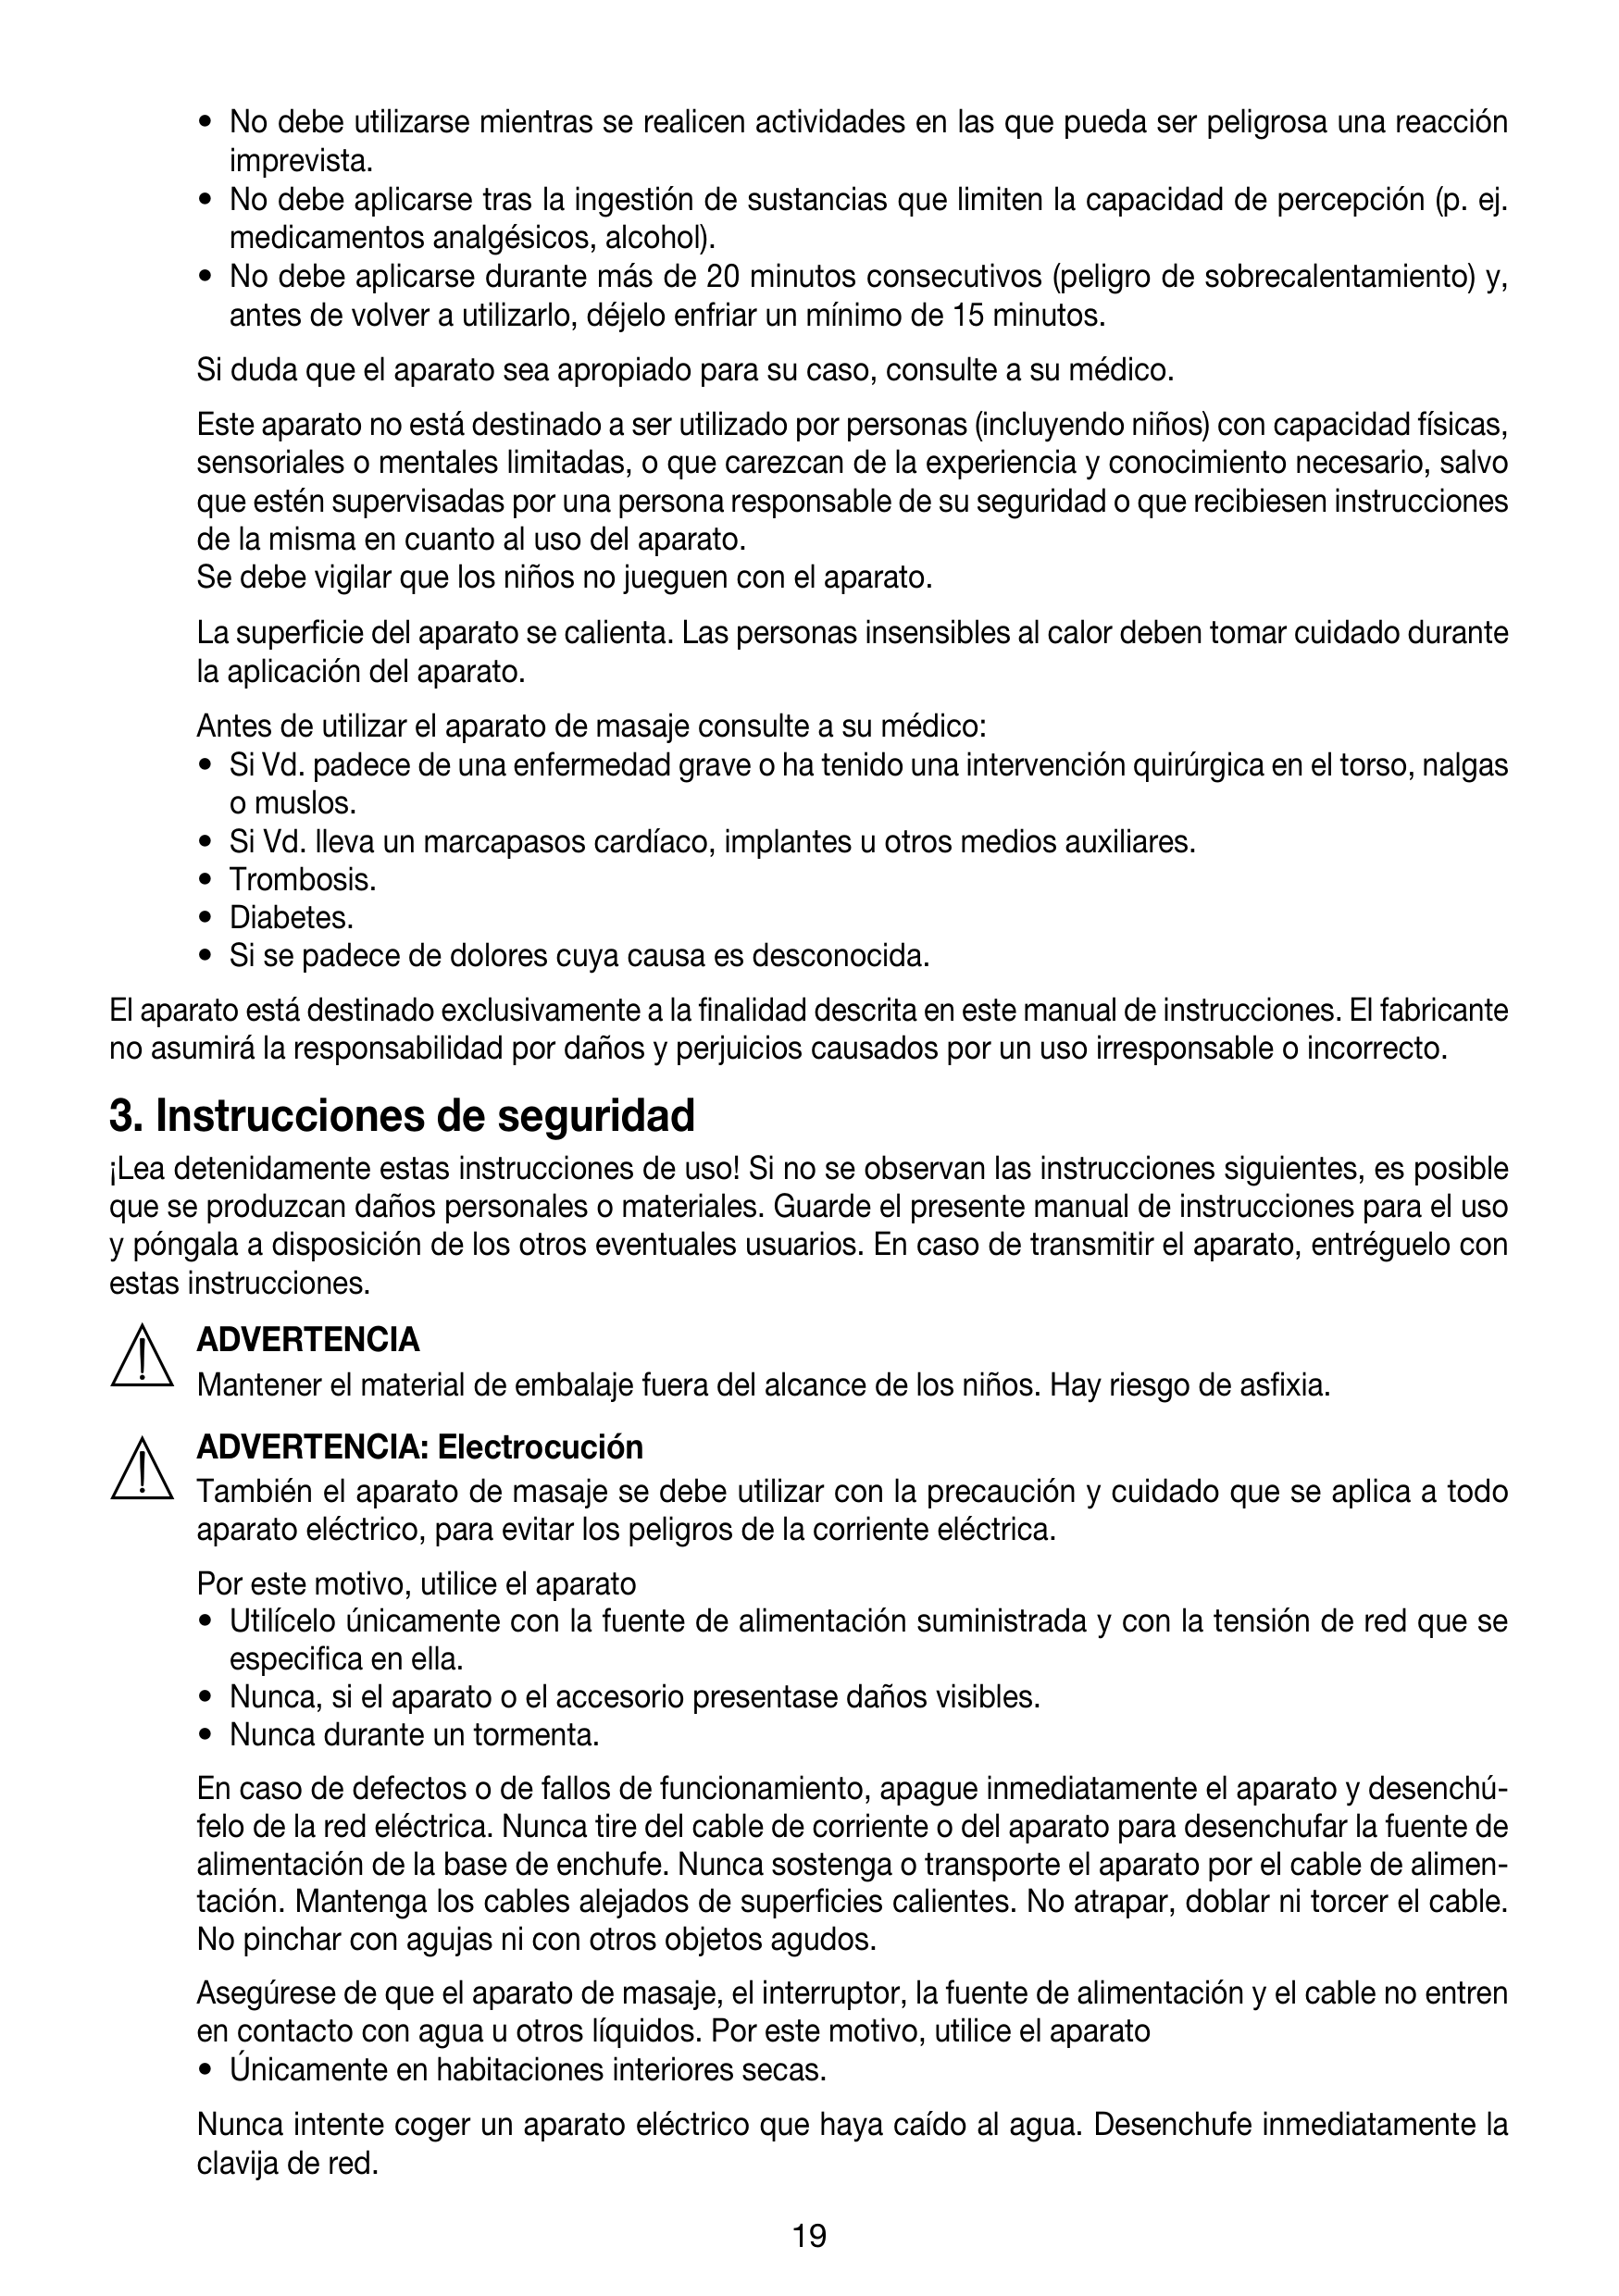 • No debe utilizarse mientras se realicen actividades en las que pueda ser peligrosa una reacción
imprevista.
• No debe aplicarse tras la ingestión de sustancias que limiten la capacidad de percepción (p. ej.
medicamentos analgésicos, alcohol).
• No debe aplicarse durante más de 20 minutos consecutivos (peligro de sobrecalentamiento) y,
antes de volver a utilizarlo, déjelo enfriar un mínimo de 15 minutos.
Si duda que el aparato sea apropiado para su caso, consulte a su médico.
Este aparato no está destinado a ser utilizado por personas (incluyendo niños) con capacidad físicas,
sensoriales o mentales limitadas, o que carezcan de la experiencia y conocimiento necesario, salvo
que estén supervisadas por una persona responsable de su seguridad o que recibiesen instrucciones
de la misma en cuanto al uso del aparato.
Se debe vigilar que los niños no jueguen con el aparato.
La superficie del aparato se calienta. Las personas insensibles al calor deben tomar cuidado durante
la aplicación del aparato.
Antes de utilizar el aparato de masaje consulte a su médico:
• Si Vd. padece de una enfermedad grave o ha tenido una intervención quirúrgica en el torso, nalgas
o muslos.
• Si Vd. lleva un marcapasos cardíaco, implantes u otros medios auxiliares.
• Trombosis.
• Diabetes.
• Si se padece de dolores cuya causa es desconocida.
El aparato está destinado exclusivamente a la finalidad descrita en este manual de instrucciones. El fabricante
no asumirá la responsabilidad por daños y perjuicios causados por un uso irresponsable o incorrecto.
3. Instrucciones de seguridad
¡Lea detenidamente estas instrucciones de uso! Si no se observan las instrucciones siguientes, es posible
que se produzcan daños personales o materiales. Guarde el presente manual de instrucciones para el uso
y póngala a disposición de los otros eventuales usuarios. En caso de transmitir el aparato, entréguelo con
estas instrucciones.
ADVERTENCIA
Mantener el material de embalaje fuera del alcance de los niños. Hay riesgo de asfixia.
ADVERTENCIA: Electrocución
También el aparato de masaje se debe utilizar con la precaución y cuidado que se aplica a todo
aparato eléctrico, para evitar los peligros de la corriente eléctrica.
Por este motivo, utilice el aparato
• Utilícelo únicamente con la fuente de alimentación suministrada y con la tensión de red que se
especifica en ella.
• Nunca, si el aparato o el accesorio presentase daños visibles.
• Nunca durante un tormenta.
En caso de defectos o de fallos de funcionamiento, apague inmediatamente el aparato y desenchú-
felo de la red eléctrica. Nunca tire del cable de corriente o del aparato para desenchufar la fuente de
alimentación de la base de enchufe. Nunca sostenga o transporte el aparato por el cable de alimen-
tación. Mantenga los cables alejados de superficies calientes. No atrapar, doblar ni torcer el cable.
No pinchar con agujas ni con otros objetos agudos.
Asegúrese de que el aparato de masaje, el interruptor, la fuente de alimentación y el cable no entren
en contacto con agua u otros líquidos. Por este motivo, utilice el aparato
• Únicamente en habitaciones interiores secas.
Nunca intente coger un aparato eléctrico que haya caído al agua. Desenchufe inmediatamente la
clavija de red.
19